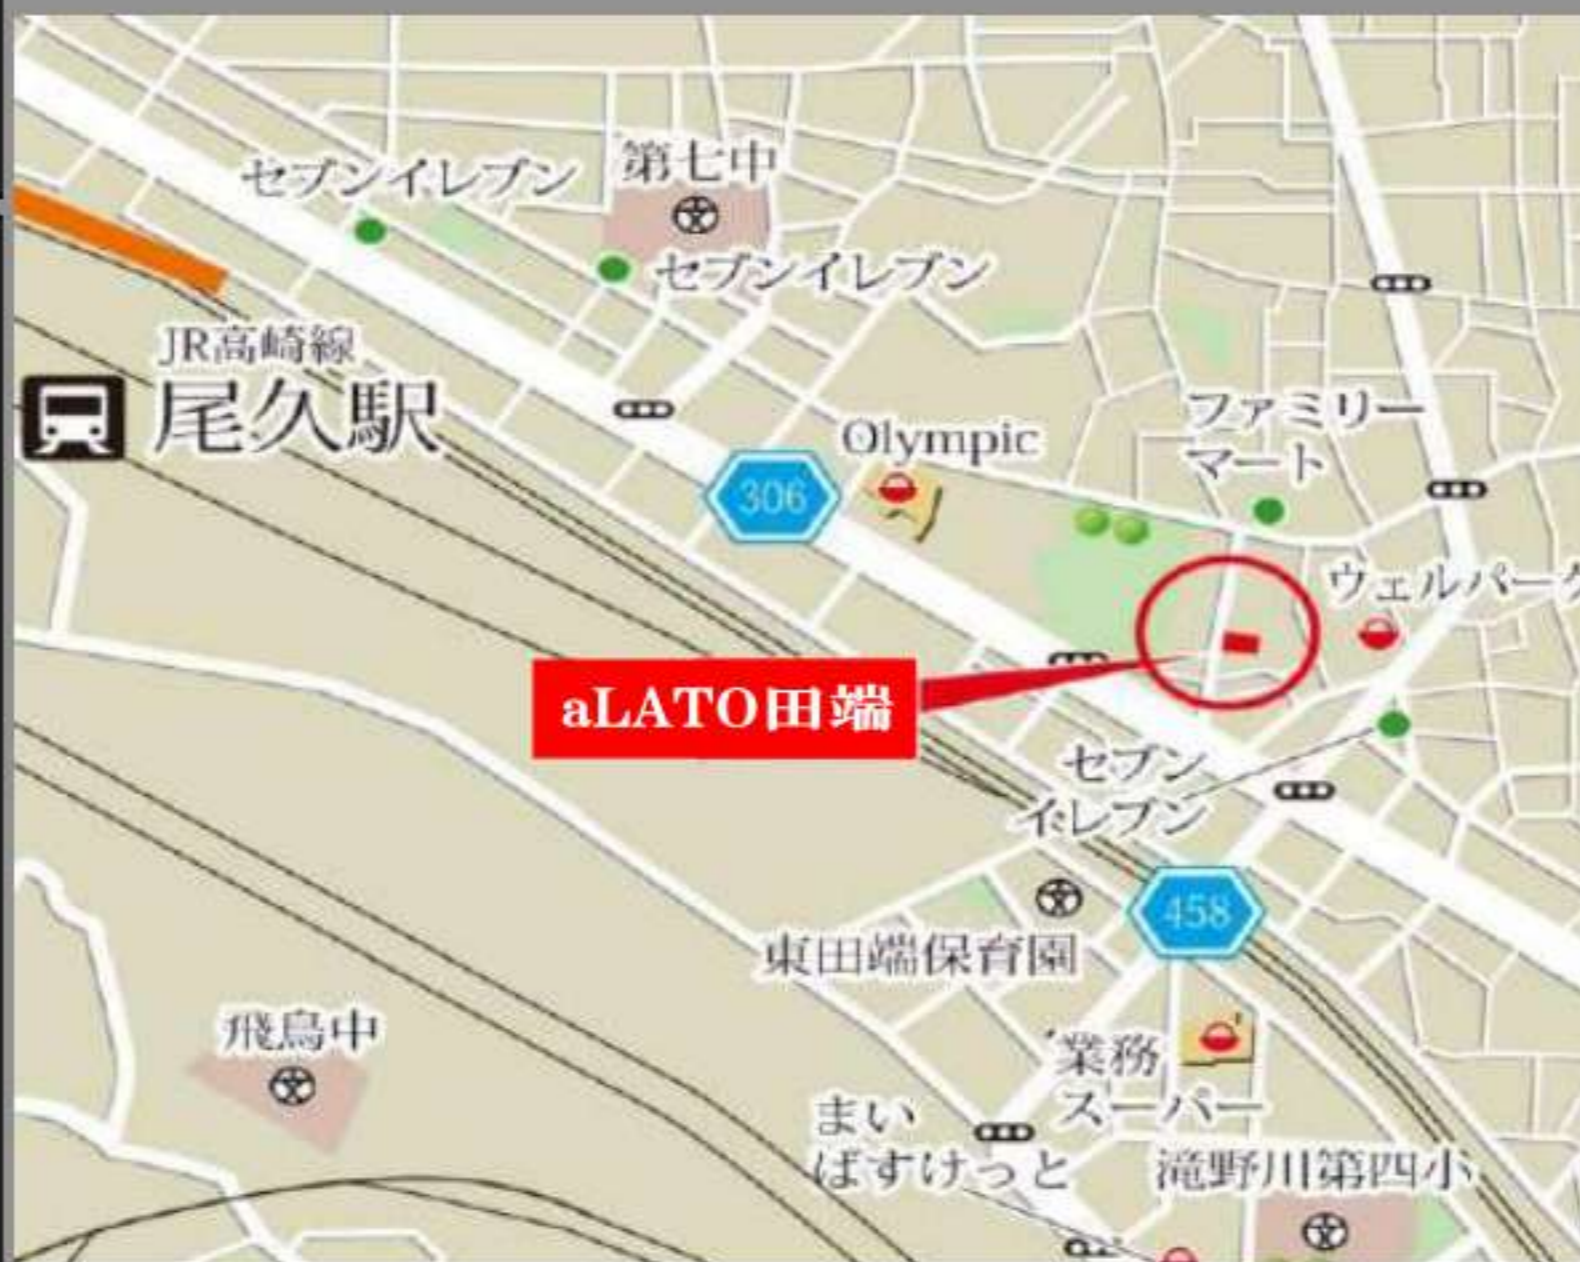 セブンイレブン
第七中
セブンイレブン
JR高崎線
尾久駅
306
Olympic
ファミリー
マート
ウェルパーク
aLATO田端
セブン
イレブン
458
東田端保育園
飛鳥中
業務
スーパー
まい
ばすけっと
滝野川第四小